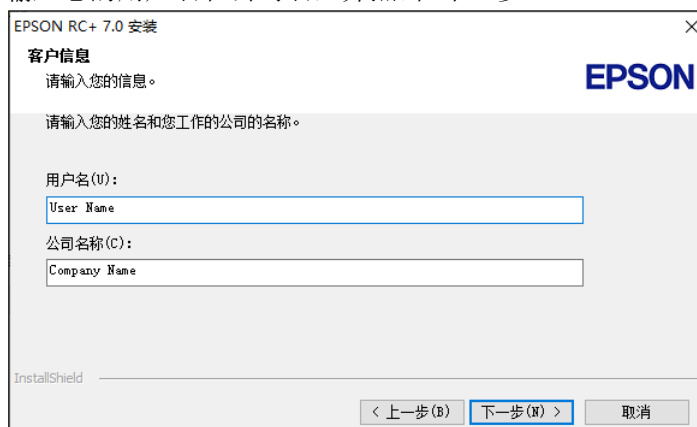 EPSON RC+ 7.0 安装
客户信息
请输入您的信息。
EPSON
请输入您的姓名和您工作的公司的名称。
用户名(U):
User Name
公司名称(C):
Company Name
InstallShield
< 上一步(B)
下一步(N) >
取消